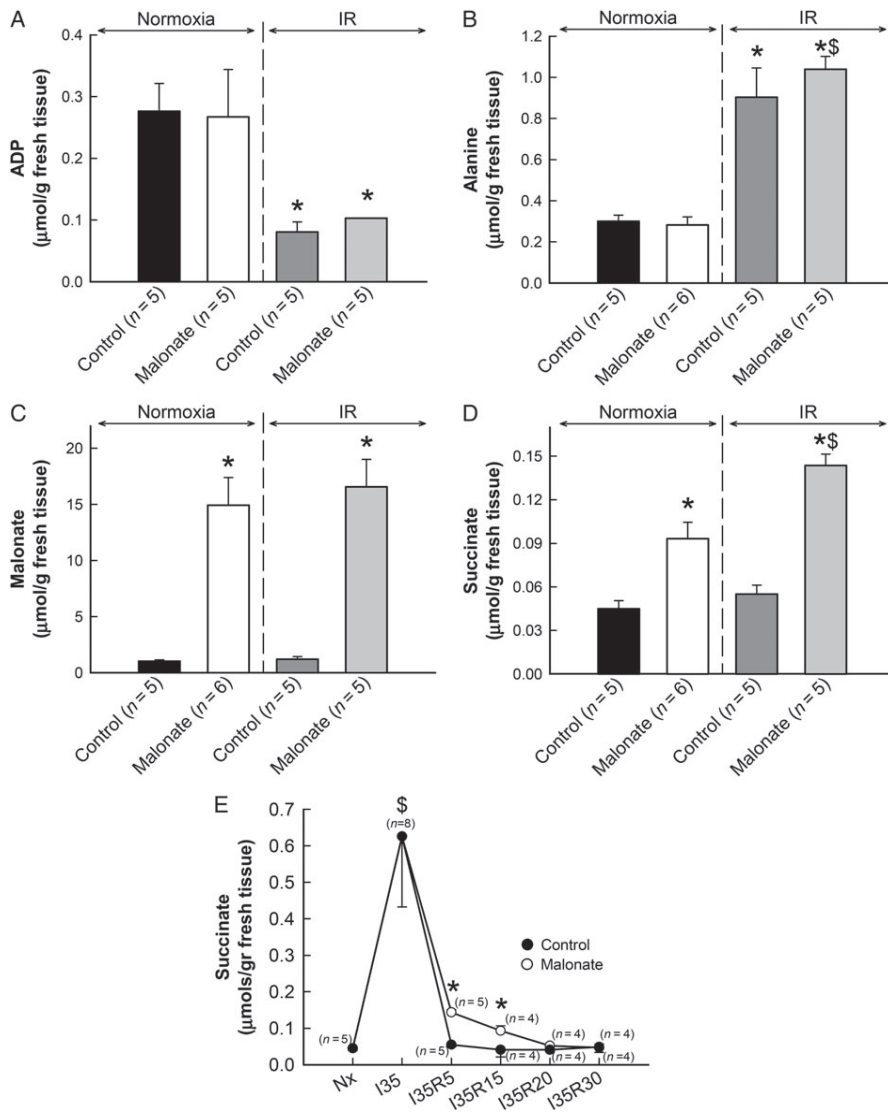 A
Normoxia
IR
ADP
(µmol/g fresh tissue)
0.4
0.3
0.2
0.1
0.0
*
*
Control (n = 5)
Malonate (n = 5)
Control (n = 5)
Malonate (n = 5)
B
Normoxia
IR
Alanine
(µmol/g fresh tissue)
1.2
1.0
0.8
0.6
0.4
0.2
0.0
*
*$
Control (n = 5)
Malonate (n = 6)
Control (n = 5)
Malonate (n = 5)
C
Normoxia
IR
Malonate
(µmol/g fresh tissue)
20
15
10
5
0
*
*
Control (n = 5)
Malonate (n = 6)
Control (n = 5)
Malonate (n = 5)
D
Normoxia
IR
Succinate
(µmol/g fresh tissue)
0.15
0.12
0.09
0.06
0.03
0.00
*
*$
Control (n = 5)
Malonate (n = 6)
Control (n = 5)
Malonate (n = 5)
E
Succinate
(µmols/gr fresh tissue)
0.7
0.6
0.5
0.4
0.3
0.2
0.1
0.0
$
(n=8)
Control
Malonate
*
(n = 5)
*
(n = 4)
(n = 5)
(n = 4)
(n = 4)
(n = 5)
(n = 4)
(n = 4)
(n = 4)
Nx
I35
I35R5
I35R15
I35R20
I35R30